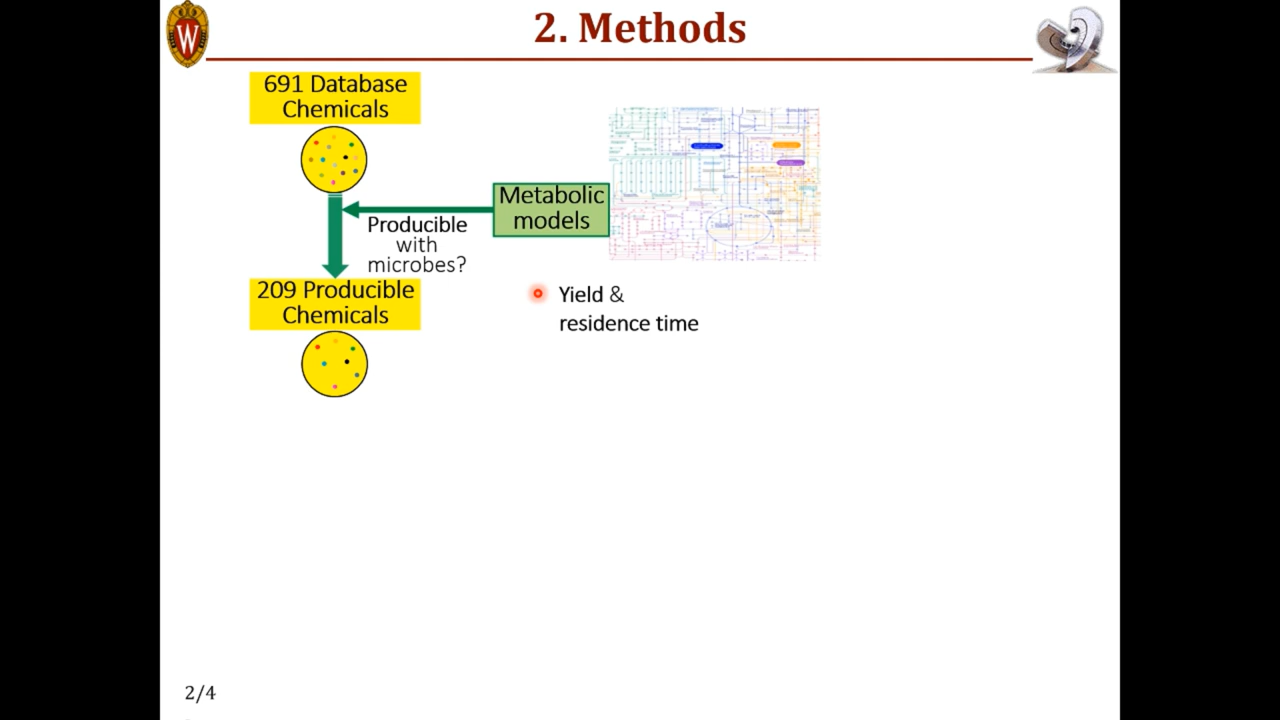 2. Methods
W
691 Database
Chemicals
Metabolic
models
Producible
with
microbes?
209 Producible
Chemicals
Yield &
residence time
2/4